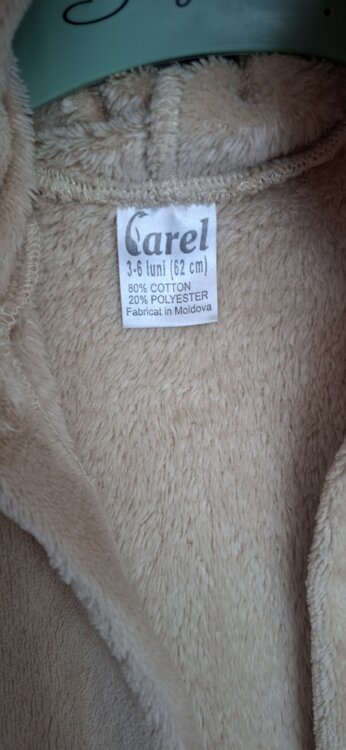 Carel
3-6 luni (62 cm)
80% COTTON
20% POLYESTER
Fabricat in Moldova